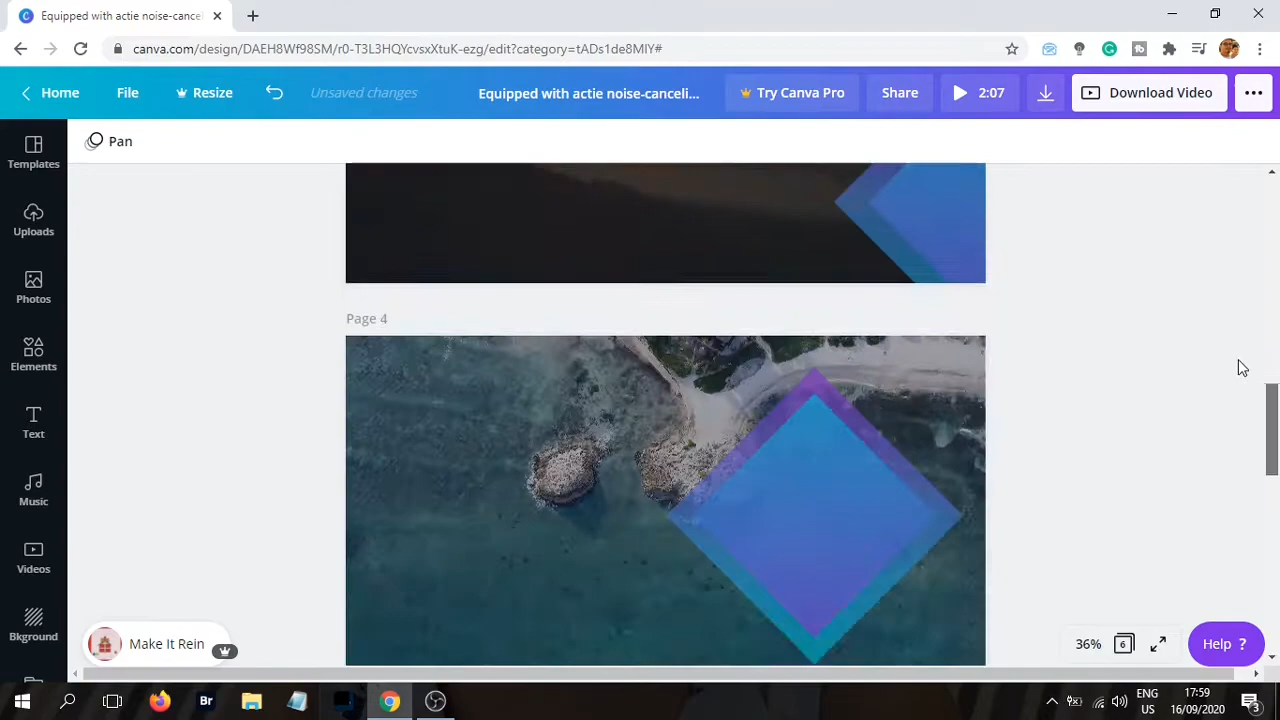 Equipped with actie noise-cancel
canva.com/design/DAEH8Wf98SM/r0-T3L3HQYcvsxXtuK-ezg/edit?category=tADs1de8MIY#
Home
File
Resize
Unsaved changes
Equipped with actie noise-canceli...
Try Canva Pro
Share
2:07
Download Video
Pan
Templates
Uploads
Photos
Elements
Text
Music
Videos
Bkground
Page 4
Make It Rein
36%
6
Help ?
Br
ENG
US
17:59
16/09/2020
3